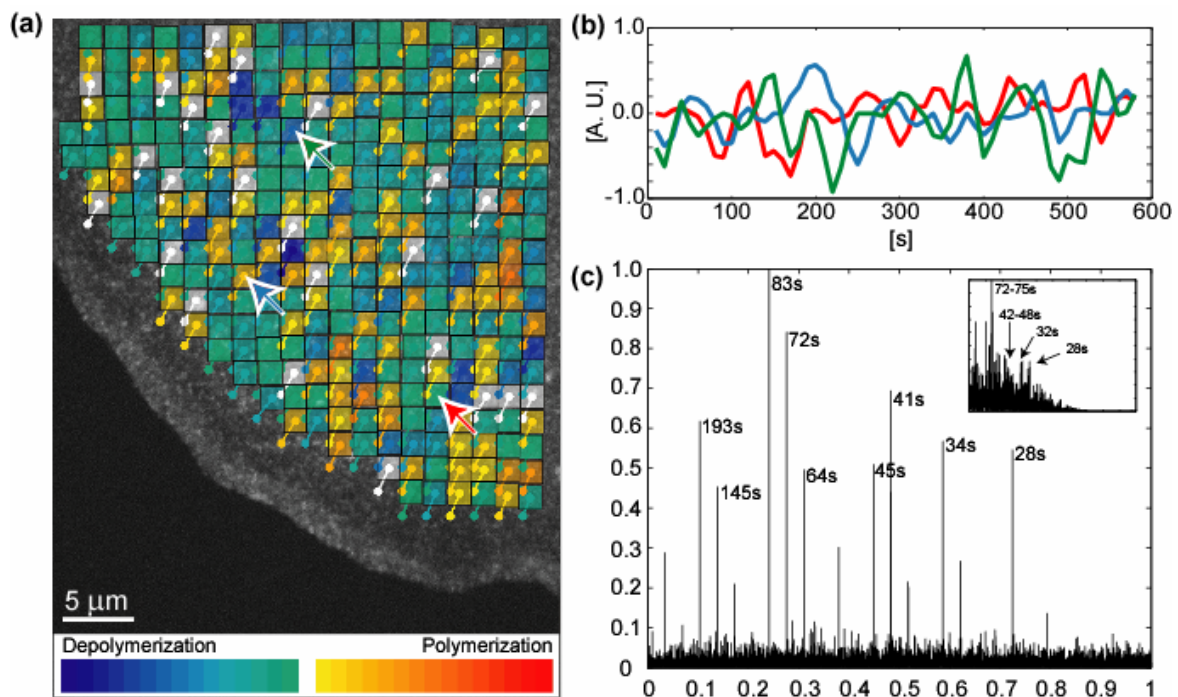 (a)
5 μm
Depolymerization Polymerization
(b)
1.0
0.0
-1.0
[A. U.]
0 100 200 300 400 500 600
[s]
(c)
1.0
0.9
0.8
0.7
0.6
0.5
0.4
0.3
0.2
0.1
0
83s
72s
41s
193s
34s
28s
64s
45s
145s
72-75s
42-48s
32s
28s
0 0.1 0.2 0.3 0.4 0.5 0.6 0.7 0.8 0.9 1